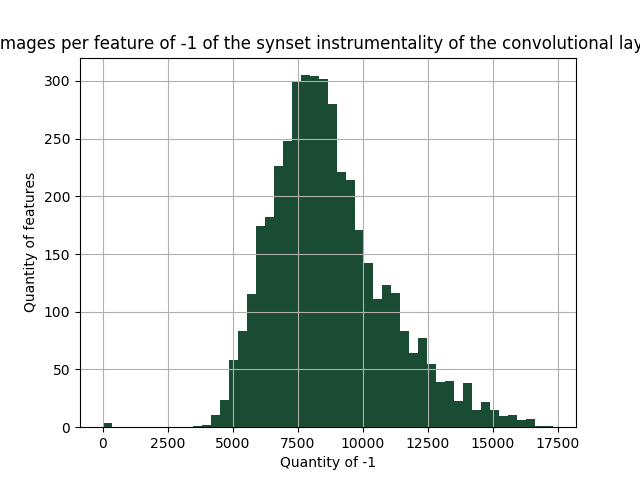 mages per feature of -1 of the synset instrumentality of the convolutional lay
300
250
200
150
100
50
0
Quantity of features
0 2500 5000 7500 10000 12500 15000 17500
Quantity of -1